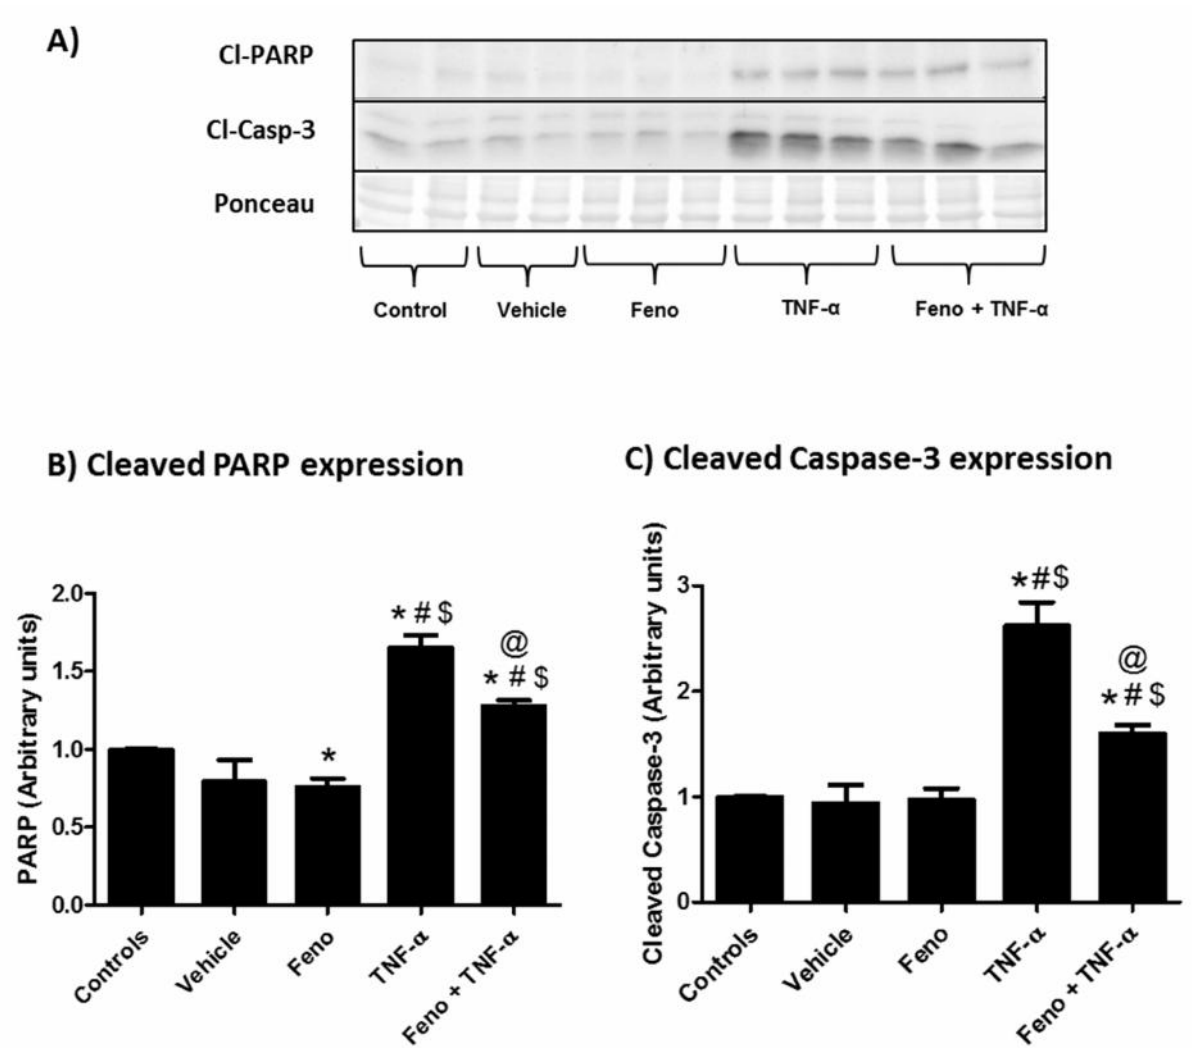 A)
Cl-PARP
Cl-Casp-3
Ponceau
Control Vehicle Feno TNF-α Feno + TNF-α
B) Cleaved PARP expression
PARP (Arbitrary units)
2.0
1.5
1.0
0.5
0.0
*
* # $
@
* # $
Controls
Vehicle
Feno
TNF-α
Feno + TNF-α
C) Cleaved Caspase-3 expression
Cleaved Caspase-3 (Arbitrary units)
3
2
1
0
*#$
@
*#$
Controls
Vehicle
Feno
TNF-α
Feno + TNF-α